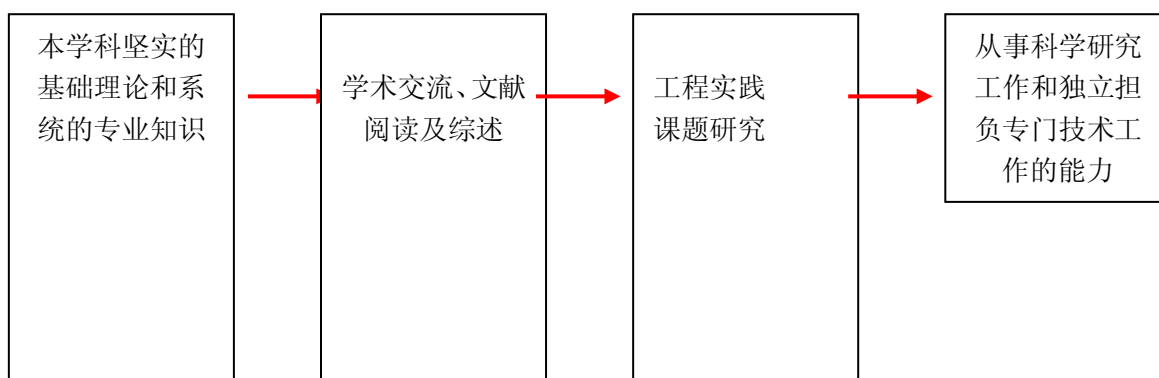 本学科坚实的
基础理论和系
统的专业知识
学术交流、文献
阅读及综述
工程实践
课题研究
从事科学研究
工作和独立担
负专门技术工
作的能力